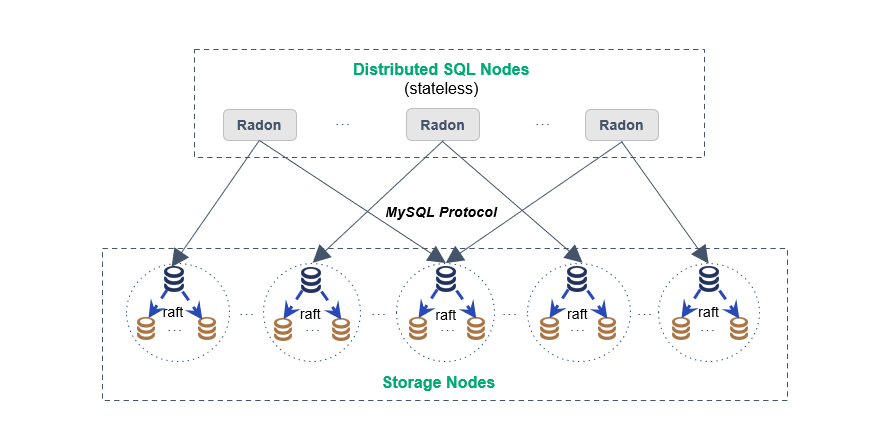 Distributed SQL Nodes
(stateless)
Radon ... Radon ... Radon
MySQL Protocol
raft ... raft ... raft ... raft ... raft
... ... ... ... ...
Storage Nodes